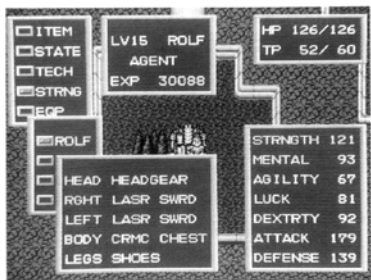 ITEM
STATE
TECH
STRNG
EQP
LV15 ROLF
AGENT
EXP 30088
HP 126/126
TP 52/ 60
ROLF
HEAD HEADGEAR
RGHT LASR SWRD
LEFT LASR SWRD
BODY CRMC CHEST
LEGS SHOES
STRNGTH 121
MENTAL 93
AGILITY 67
LUCK 81
DEXTRTY 92
ATTACK 179
DEFENSE 139